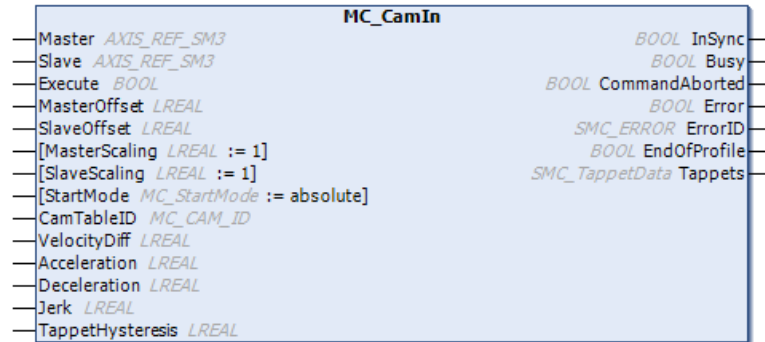 MC_CamIn
Master AXIS_REF_SM3 BOOL InSync
Slave AXIS_REF_SM3 BOOL Busy
Execute BOOL BOOL CommandAborted
MasterOffset LREAL BOOL Error
SlaveOffset LREAL SMC_ERROR ErrorID
[MasterScaling LREAL := 1] BOOL EndOfProfile
[SlaveScaling LREAL := 1] SMC_TappetData Tappets
[StartMode MC_StartMode := absolute]
CamTableID MC_CAM_ID
VelocityDiff LREAL
Acceleration LREAL
Deceleration LREAL
Jerk LREAL
TappetHysteresis LREAL